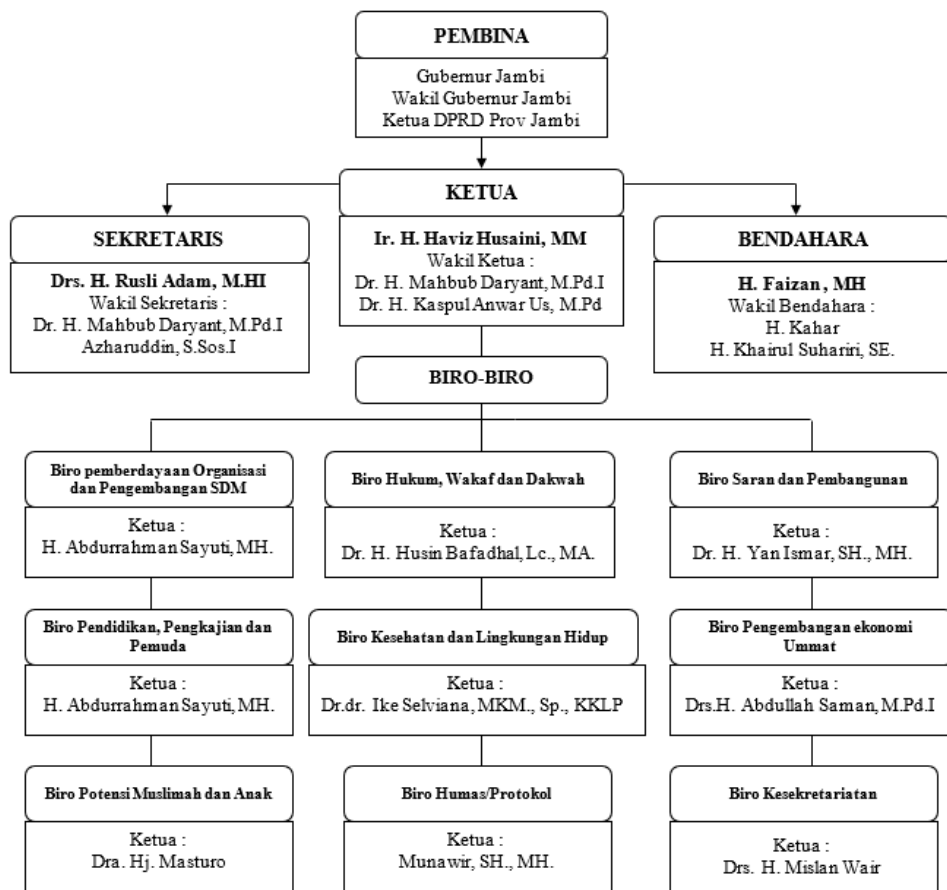 PEMBINA
Gubernur Jambi
Wakil Gubernur Jambi
Ketua DPRD Prov Jambi
KETUA
Ir. H. Haviz Husaini, MM
Wakil Ketua :
Dr. H. Mahbub Daryant, M.Pd.I
Dr. H. Kaspul Anwar Us, M.Pd
SEKRETARIS
Drs. H. Rusli Adam, M.HI
Wakil Sekretaris :
Dr. H. Mahbub Daryant, M.Pd.I
Azharuddin, S.Sos.I
BENDAHARA
H. Faizan, MH
Wakil Bendahara :
H. Kahar
H. Khairul Suhariri, SE.
BIRO-BIRO
Biro pemberdayaan Organisasi
dan Pengembangan SDM
Ketua :
H. Abdurrahman Sayuti, MH.
Biro Hukum, Wakaf dan Dakwah
Ketua :
Dr. H. Husin Bafadhal, Lc., MA.
Biro Saran dan Pembangunan
Ketua :
Dr. H. Yan Ismar, SH., MH.
Biro Pendidikan, Pengkajian dan
Pemuda
Ketua :
H. Abdurrahman Sayuti, MH.
Biro Kesehatan dan Lingkungan Hidup
Ketua :
Dr.dr. Ike Selviana, MKM., Sp., KKLP
Biro Pengembangan ekonomi
Ummat
Ketua :
Drs.H. Abdullah Saman, M.Pd.I
Biro Potensi Muslimah dan Anak
Ketua :
Dra. Hj. Masturo
Biro Humas/Protokol
Ketua :
Munawir, SH., MH.
Biro Kesekretariatan
Ketua :
Drs. H. Mislan Wair